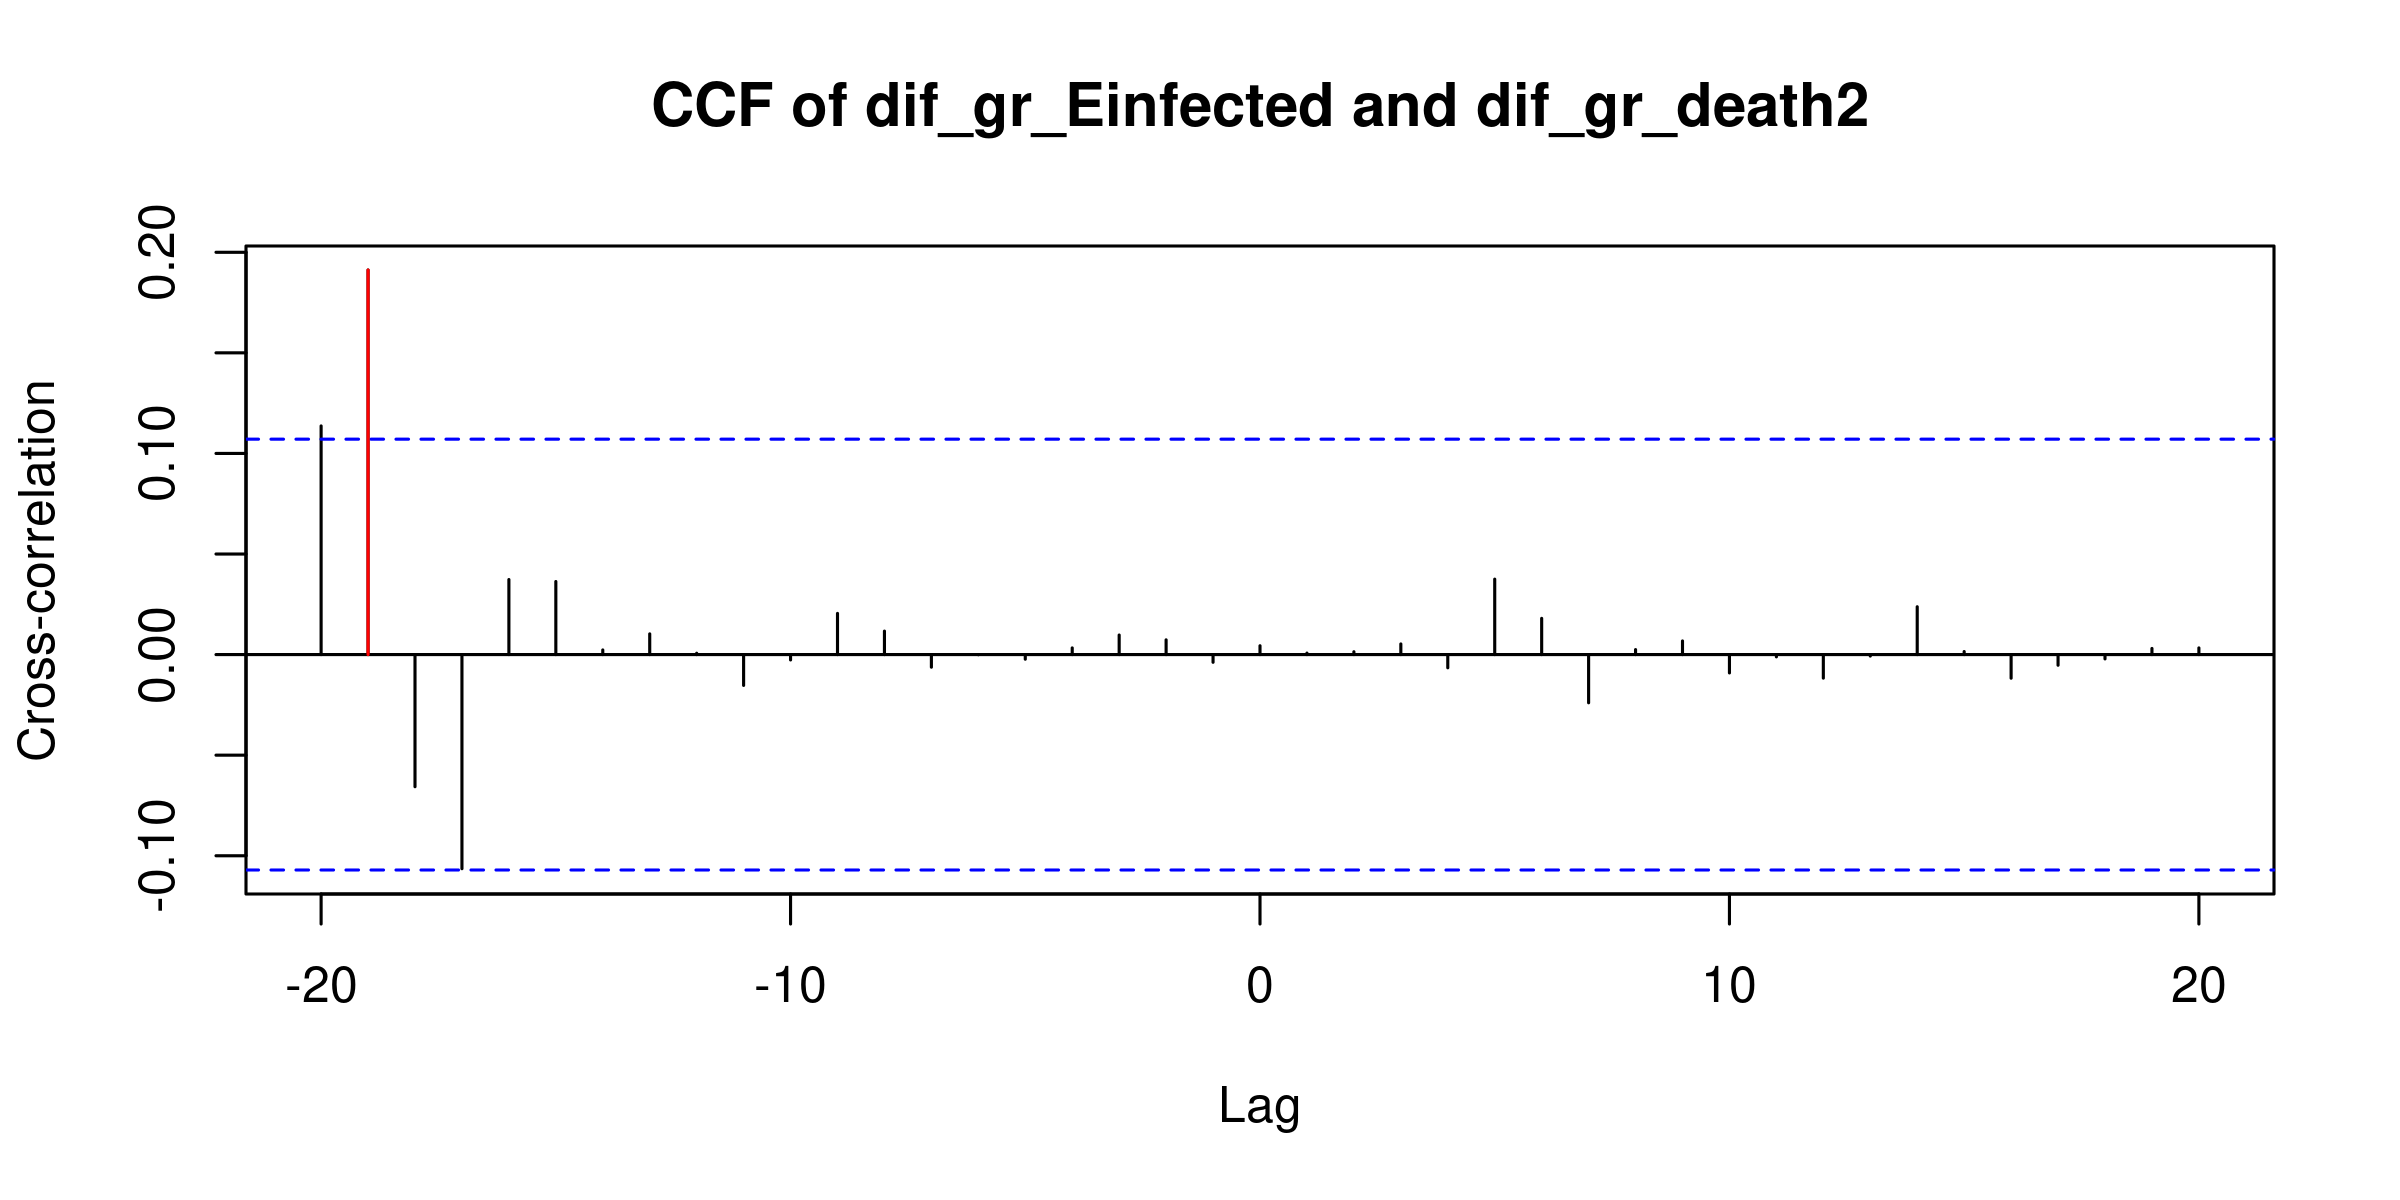 CCF of dif_gr_Einfected and dif_gr_death2
Cross-correlation
0.20
0.10
0.00
-0.10
-20 -10 0 10 20
Lag